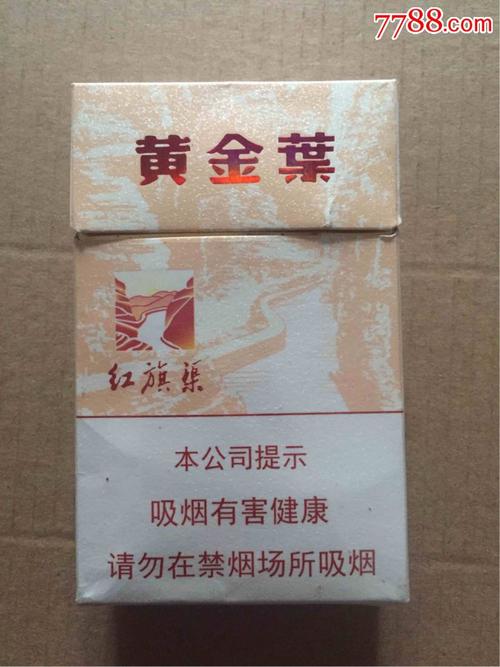 7788.com
黄金葉
红旗渠
本公司提示
吸烟有害健康
请勿在禁烟场所吸烟